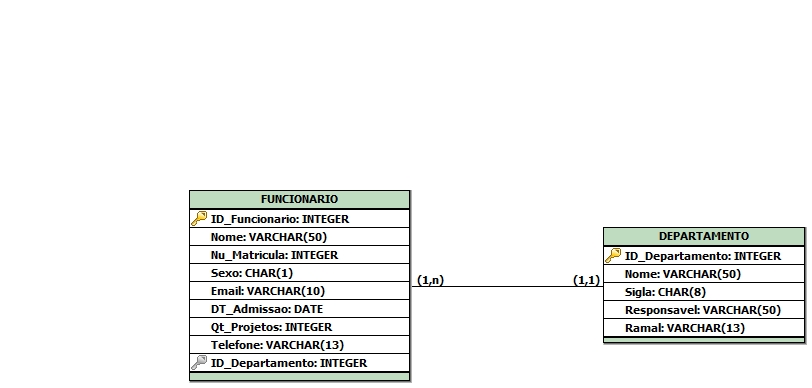 FUNCIONARIO
ID_Funcionario: INTEGER
Nome: VARCHAR(50)
Nu_Matricula: INTEGER
Sexo: CHAR(1)
Email: VARCHAR(10)
DT_Admissao: DATE
Qt_Projetos: INTEGER
Telefone: VARCHAR(13)
ID_Departamento: INTEGER
(1,n)
(1,1)
DEPARTAMENTO
ID_Departamento: INTEGER
Nome: VARCHAR(50)
Sigla: CHAR(8)
Responsavel: VARCHAR(50)
Ramal: VARCHAR(13)